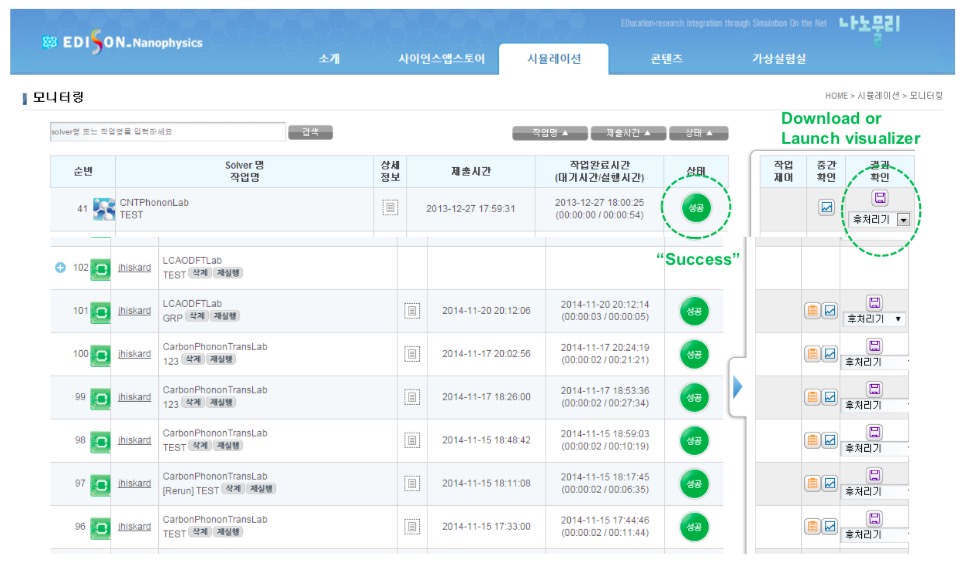 EDucation-research Integration through Simulation On the Net 나노물리
EDISON_Nanophysics
소개 사이언스앱스토어 시뮬레이션 콘텐츠 가상실험실
모니터링
HOME > 시뮬레이션 > 모니터링
Download or
Launch visualizer
solver명 또는 작업명을 입력하세요 검색 작업명 ▲ 제출시간 ▲ 상태 ▲
순번 Solver 명
작업명 상세
정보 제출시간 작업완료시간
(대기시간/실행시간) 상태 작업
제어 중간
확인 결과
확인
41 CNTPhononLab
TEST 2013-12-27 17:59:31 2013-12-27 18:00:25
(00:00:00 / 00:00:54) 성공 후처리기
“Success”
102 jhiskard LCAODFTLab
TEST 삭제 재실행
101 jhiskard LCAODFTLab
GRP 삭제 재실행 2014-11-20 20:12:06 2014-11-20 20:12:14
(00:00:03 / 00:00:05) 성공 후처리기
100 jhiskard CarbonPhononTransLab
123 삭제 재실행 2014-11-17 20:02:56 2014-11-17 20:24:19
(00:00:02 / 00:21:21) 성공 후처리기
99 jhiskard CarbonPhononTransLab
123 삭제 재실행 2014-11-17 18:26:00 2014-11-17 18:53:36
(00:00:02 / 00:27:34) 성공 후처리기
98 jhiskard CarbonPhononTransLab
TEST 삭제 재실행 2014-11-15 18:48:42 2014-11-15 18:59:03
(00:00:02 / 00:10:19) 성공 후처리기
97 jhiskard CarbonPhononTransLab
[Rerun] TEST 삭제 재실행 2014-11-15 18:11:08 2014-11-15 18:17:45
(00:00:02 / 00:06:35) 성공 후처리기
96 jhiskard CarbonPhononTransLab
TEST 삭제 재실행 2014-11-15 17:33:00 2014-11-15 17:44:46
(00:00:02 / 00:11:44) 성공 후처리기